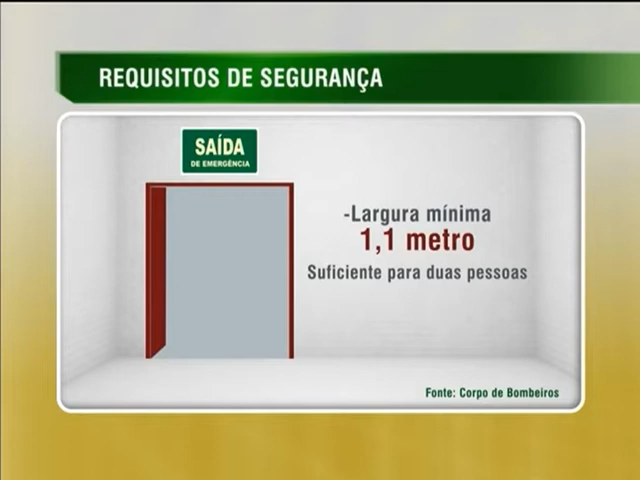 REQUISITOS DE SEGURANÇA
SAÍDA
DE EMERGÊNCIA
-Largura mínima
1,1 metro
Suficiente para duas pessoas
Fonte: Corpo de Bombeiros